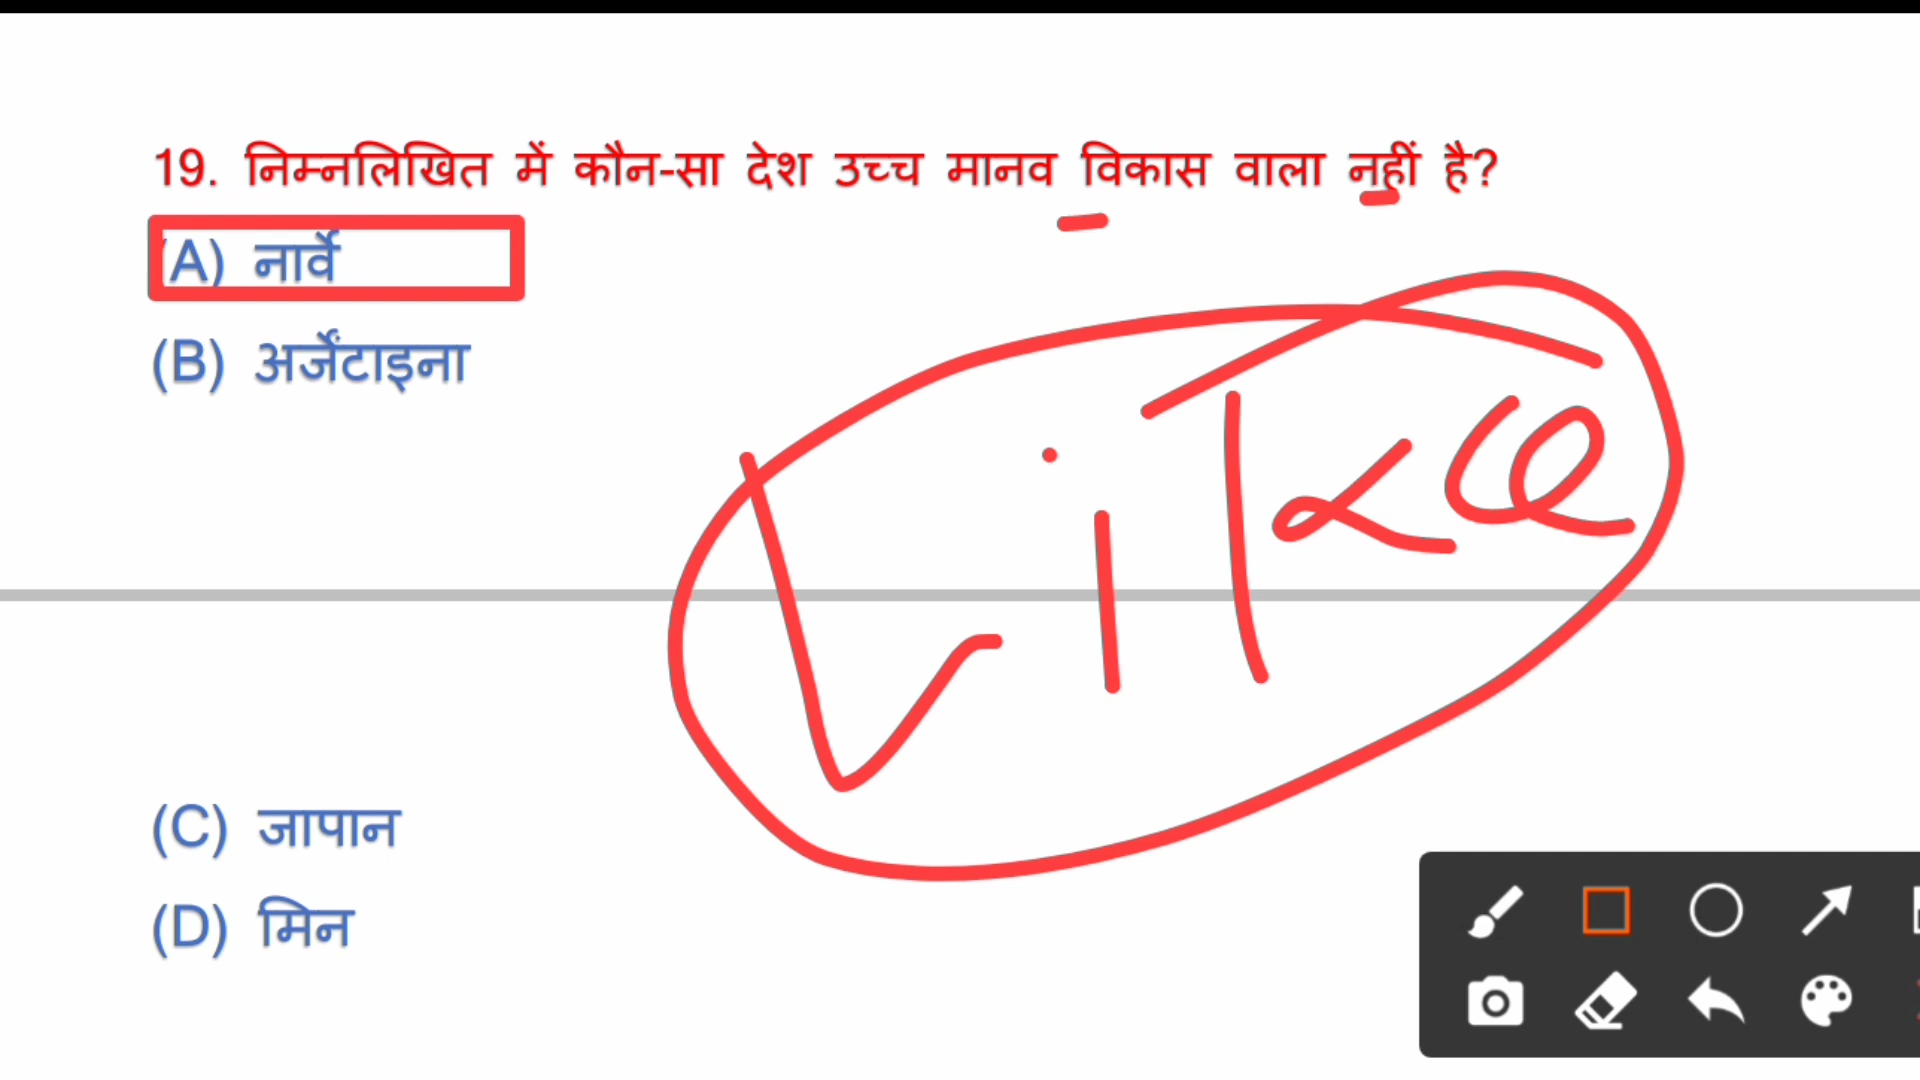 19. निम्नलिखित में कौन-सा देश उच्च मानव विकास वाला नहीं है?
(A) नार्वे
(B) अर्जेंटाइना
Like
(C) जापान
(D) मिन